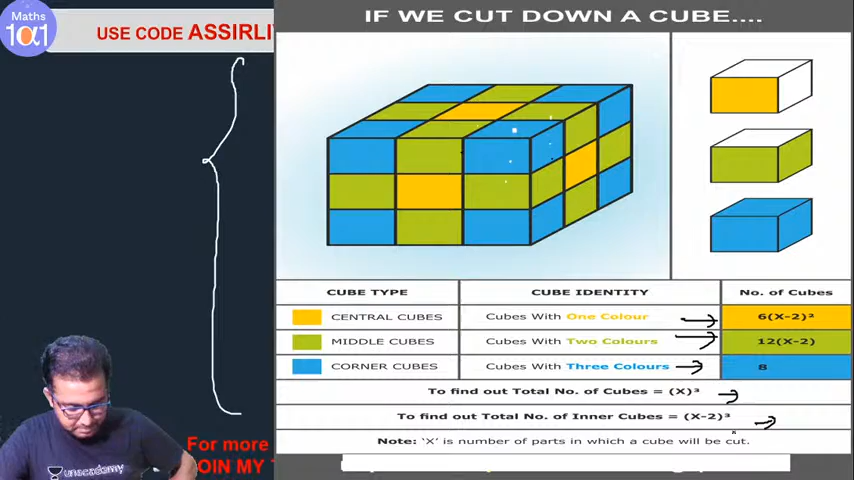 Maths
1α1
USE CODE ASSIRLI
IF WE CUT DOWN A CUBE....
CUBE TYPE CUBE IDENTITY No. of Cubes
CENTRAL CUBES Cubes With One Colour 6(X-2)²
MIDDLE CUBES Cubes With Two Colours 12(X-2)
CORNER CUBES Cubes With Three Colours 8
To find out Total No. of Cubes = (X)³
To find out Total No. of Inner Cubes = (X-2)³
Note: 'X' is number of parts in which a cube will be cut.
For more
OIN MY
unacademy